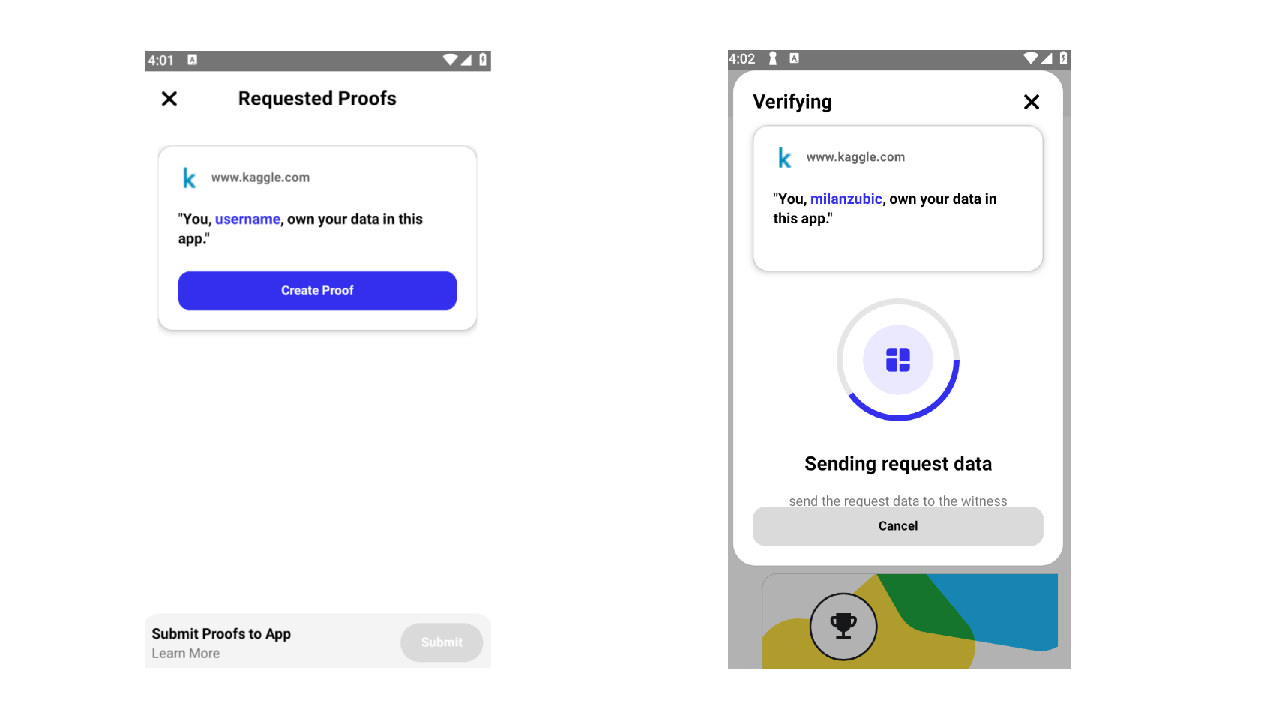 4:01
Requested Proofs
k www.kaggle.com
"You, username, own your data in this
app."
Create Proof
Submit Proofs to App
Learn More
Submit
4:02
Verifying
k www.kaggle.com
"You, milanzubic, own your data in
this app."
Sending request data
send the request data to the witness
Cancel